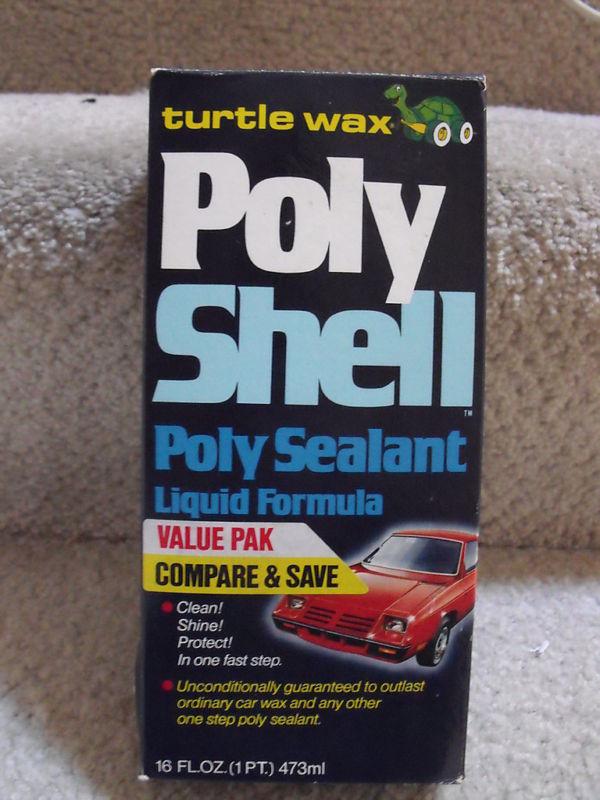 turtle wax
Poly
Shell
TM
Poly Sealant
Liquid Formula
VALUE PAK
COMPARE & SAVE
• Clean!
Shine!
Protect!
In one fast step.
• Unconditionally guaranteed to outlast
ordinary car wax and any other
one step poly sealant.
16 FL.OZ. (1 PT.) 473ml